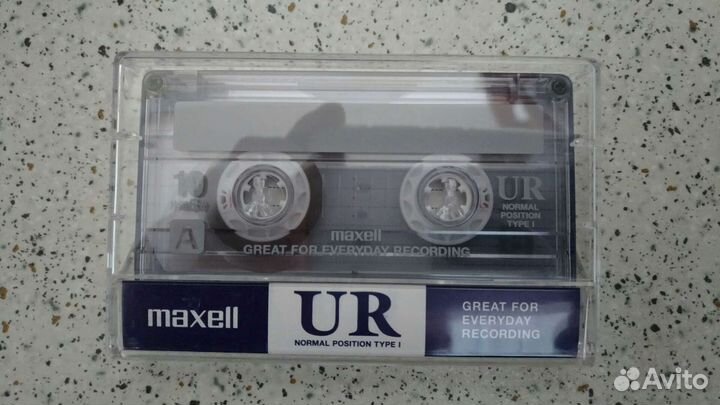 10
UR
NORMAL
POSITION
TYPE I
A
maxell
GREAT FOR EVERYDAY RECORDING
maxell
UR
NORMAL POSITION TYPE I
GREAT FOR
EVERYDAY
RECORDING
Avito